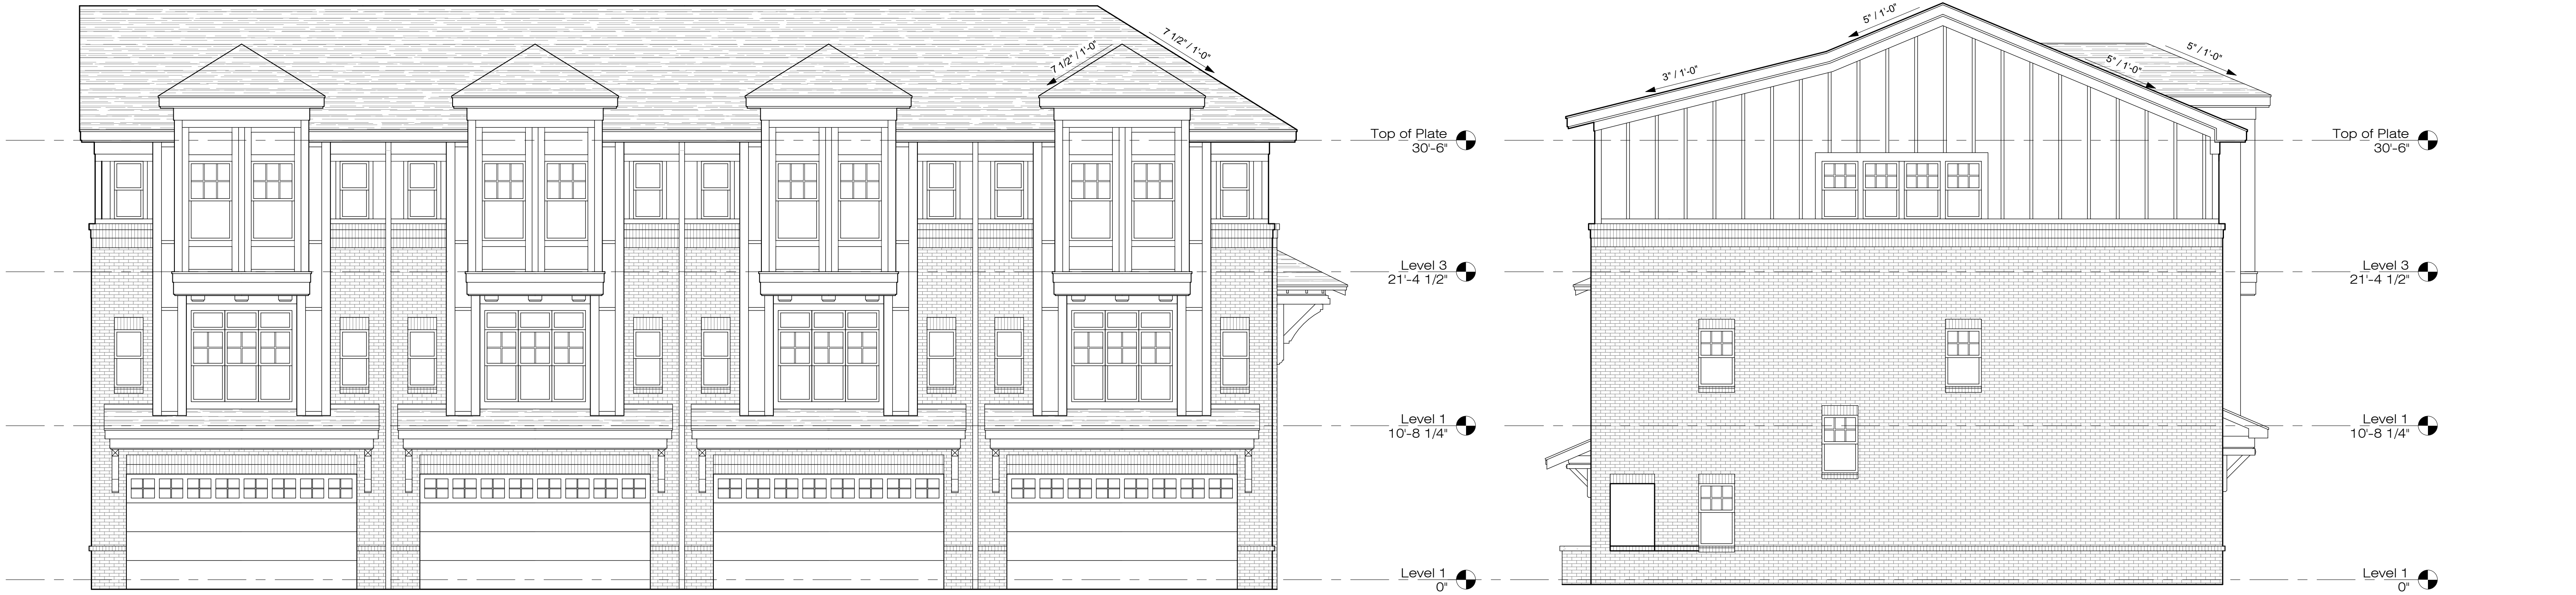 7 1/2" / 1'-0"
7 1/2" / 1'-0"
Top of Plate
30'-6"
Level 3
21'-4 1/2"
Level 1
10'-8 1/4"
Level 1
0"
5" / 1'-0"
3" / 1'-0"
5" / 1'-0"
5" / 1'-0"
Top of Plate
30'-6"
Level 3
21'-4 1/2"
Level 1
10'-8 1/4"
Level 1
0"